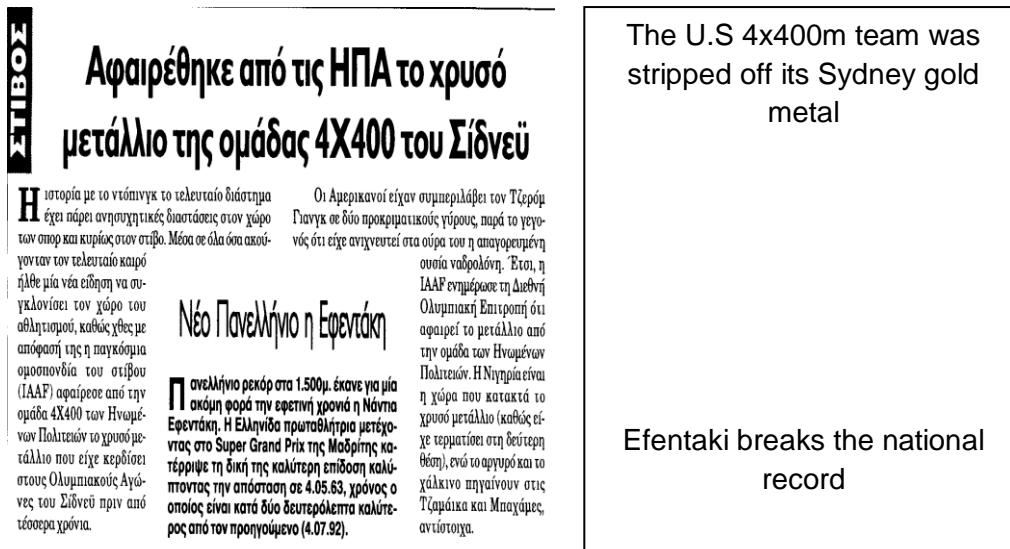 ΣΤΙΒΟΣ
Αφαιρέθηκε από τις ΗΠΑ το χρυσό
μετάλλιο της ομάδας 4Χ400 του Σίδνεϋ
Η ιστορία με το ντόπινγκ το τελευταίο διάστημα
έχει πάρει ανησυχητικές διαστάσεις στον χώρο
των σπορ και κυρίως στον στίβο. Μέσα σε όλα όσα ακού-
γονταν τον τελευταίο καιρό
ήλθε μία νέα είδηση να συ-
γκλονίσει τον χώρο του
αθλητισμού, καθώς χθες με
απόφασή της η παγκόσμια
ομοσπονδία του στίβου
(IAAF) αφαίρεσε από την
ομάδα 4Χ400 των Ηνωμέ-
νων Πολιτειών το χρυσό με-
τάλλιο που είχε κερδίσει
στους Ολυμπιακούς Αγώ-
νες του Σίδνεϋ πριν από
τέσσερα χρόνια.
Νέο Πανελλήνιο η Εφεντάκη
Πανελλήνιο ρεκόρ στα 1.500μ. έκανε για μία
ακόμη φορά την εφετινή χρονιά η Νάντια
Εφεντάκη. Η Ελληνίδα πρωταθλήτρια μετέχο-
ντας στο Super Grand Prix της Μαδρίτης κα-
τέρριψε τη δική της καλύτερη επίδοση καλύ-
πτοντας την απόσταση σε 4.05.63, χρόνος ο
οποίος είναι κατά δύο δευτερόλεπτα καλύτε-
ρος από τον προηγούμενο (4.07.92).
Οι Αμερικανοί είχαν συμπεριλάβει τον Τζερόμ
Γιανγκ σε δύο προκριματικούς γύρους, παρά το γεγο-
νός ότι είχε ανιχνευτεί στα ούρα του η απαγορευμένη
ουσία ναδρολόνη. Έτσι, η
IAAF ενημέρωσε τη Διεθνή
Ολυμπιακή Επιτροπή ότι
αφαιρεί το μετάλλιο από
την ομάδα των Ηνωμένων
Πολιτειών. Η Νιγηρία είναι
η χώρα που κατακτά το
χρυσό μετάλλιο (καθώς εί-
χε τερματίσει στη δεύτερη
θέση), ενώ το αργυρό και το
χάλκινο πηγαίνουν στις
Τζαμάικα και Μπαχάμες,
αντίστοιχα.
The U.S 4x400m team was
stripped off its Sydney gold
metal
Efentaki breaks the national
record